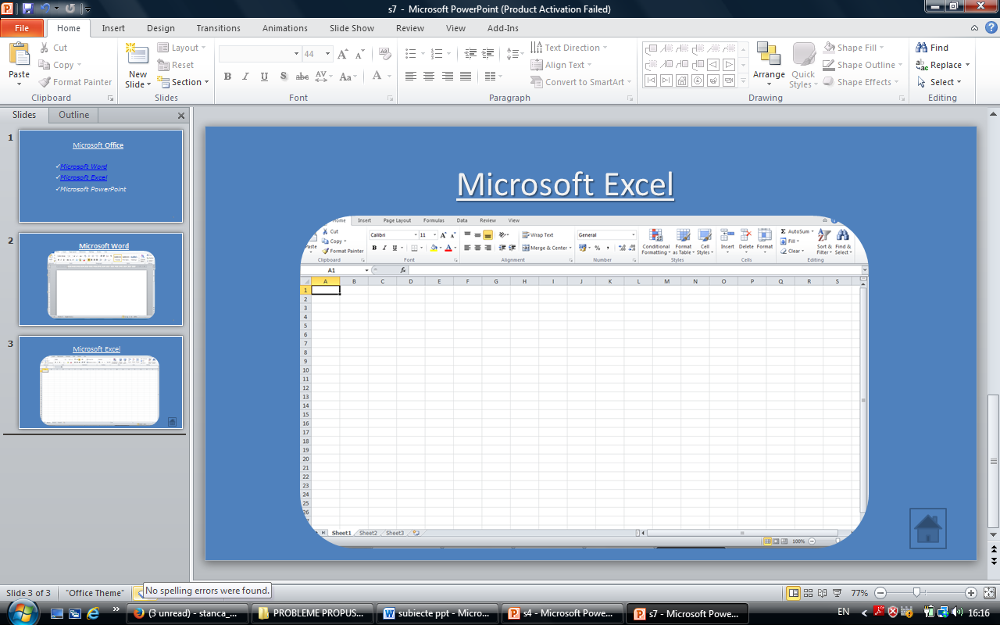 s7 - Microsoft PowerPoint (Product Activation Failed)
File Home Insert Design Transitions Animations Slide Show Review View Add-Ins
Paste
Cut
Copy
Format Painter
Clipboard
New Slide
Layout
Reset
Section
Slides
44
B I U S abc AV Aa A
Font
Text Direction
Align Text
Convert to SmartArt
Paragraph
Arrange
Quick Styles
Shape Fill
Shape Outline
Shape Effects
Drawing
Find
Replace
Select
Editing
Slides Outline
1
Microsoft Office
✓Microsoft Word
✓Microsoft Excel
✓Microsoft PowerPoint
2
Microsoft Word
3
Microsoft Excel
Microsoft Excel
Home Insert Page Layout Formulas Data Review View
Cut
Copy
Format Painter
Clipboard
Calibri 11
B I U
Font
Wrap Text
Merge & Center
Alignment
General
Number
Conditional Formatting
Format as Table
Cell Styles
Styles
Insert Delete Format
Cells
Σ AutoSum
Fill
Clear
Sort & Filter
Find & Select
Editing
A1 fx
A B C D E F G H I J K L M N O P Q R S
1
2
3
4
5
6
7
8
9
10
11
12
13
14
15
16
17
18
19
20
21
22
23
24
25
26
Sheet1 Sheet2 Sheet3
100%
Slide 3 of 3 "Office Theme" No spelling errors were found. 77%
(3 unread) - stanca_... PROBLEME PROPUS... subiecte ppt - Micro... s4 - Microsoft Powe... s7 - Microsoft Powe... EN 16:16